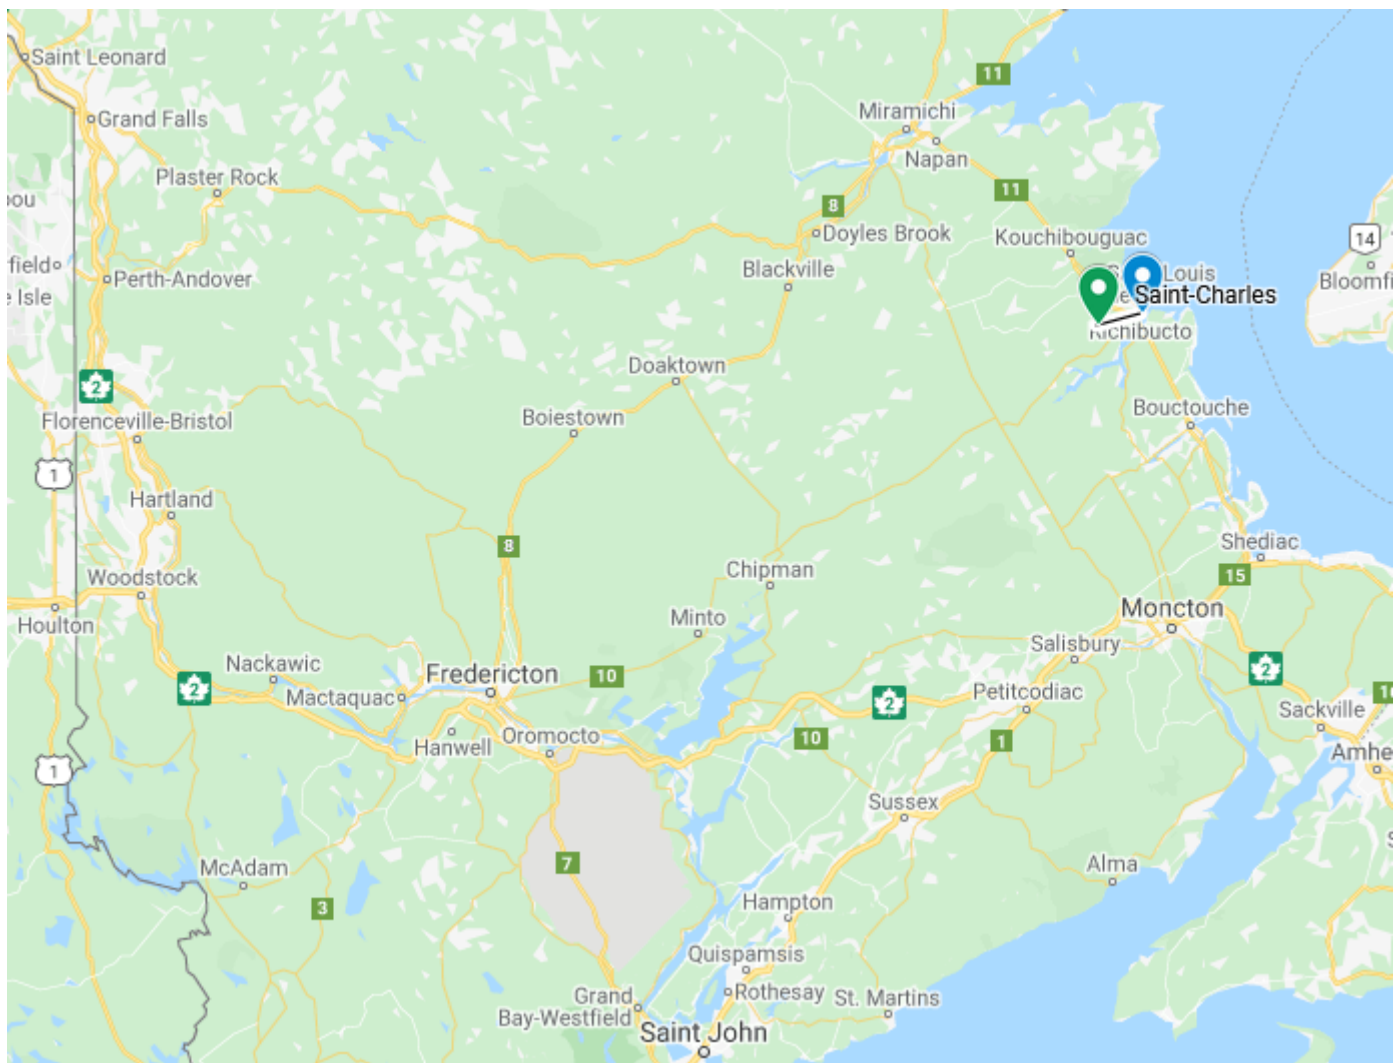 Saint Leonard
11
Miramichi
Grand Falls
Napan
Plaster Rock
11
8
Doyles Brook
Kouchibouguac
14
Perth-Andover
Blackville
Louis
Bloomfi
Isle
Saint-Charles
Richibucto
Doaktown
2
Bouctouche
Florenceville-Bristol
Boiestown
1
Hartland
8
Shediac
Chipman
15
Woodstock
Moncton
Houlton
Minto
Salisbury
Nackawic
Fredericton
10
2
2
Mactaquac
2
Petitcodiac
Sackville
Oromocto
Hanwell
10
1
Amhe
1
Sussex
7
McAdam
Alma
3
Hampton
Quispamsis
Rothesay
St. Martins
Grand
Bay-Westfield
Saint John